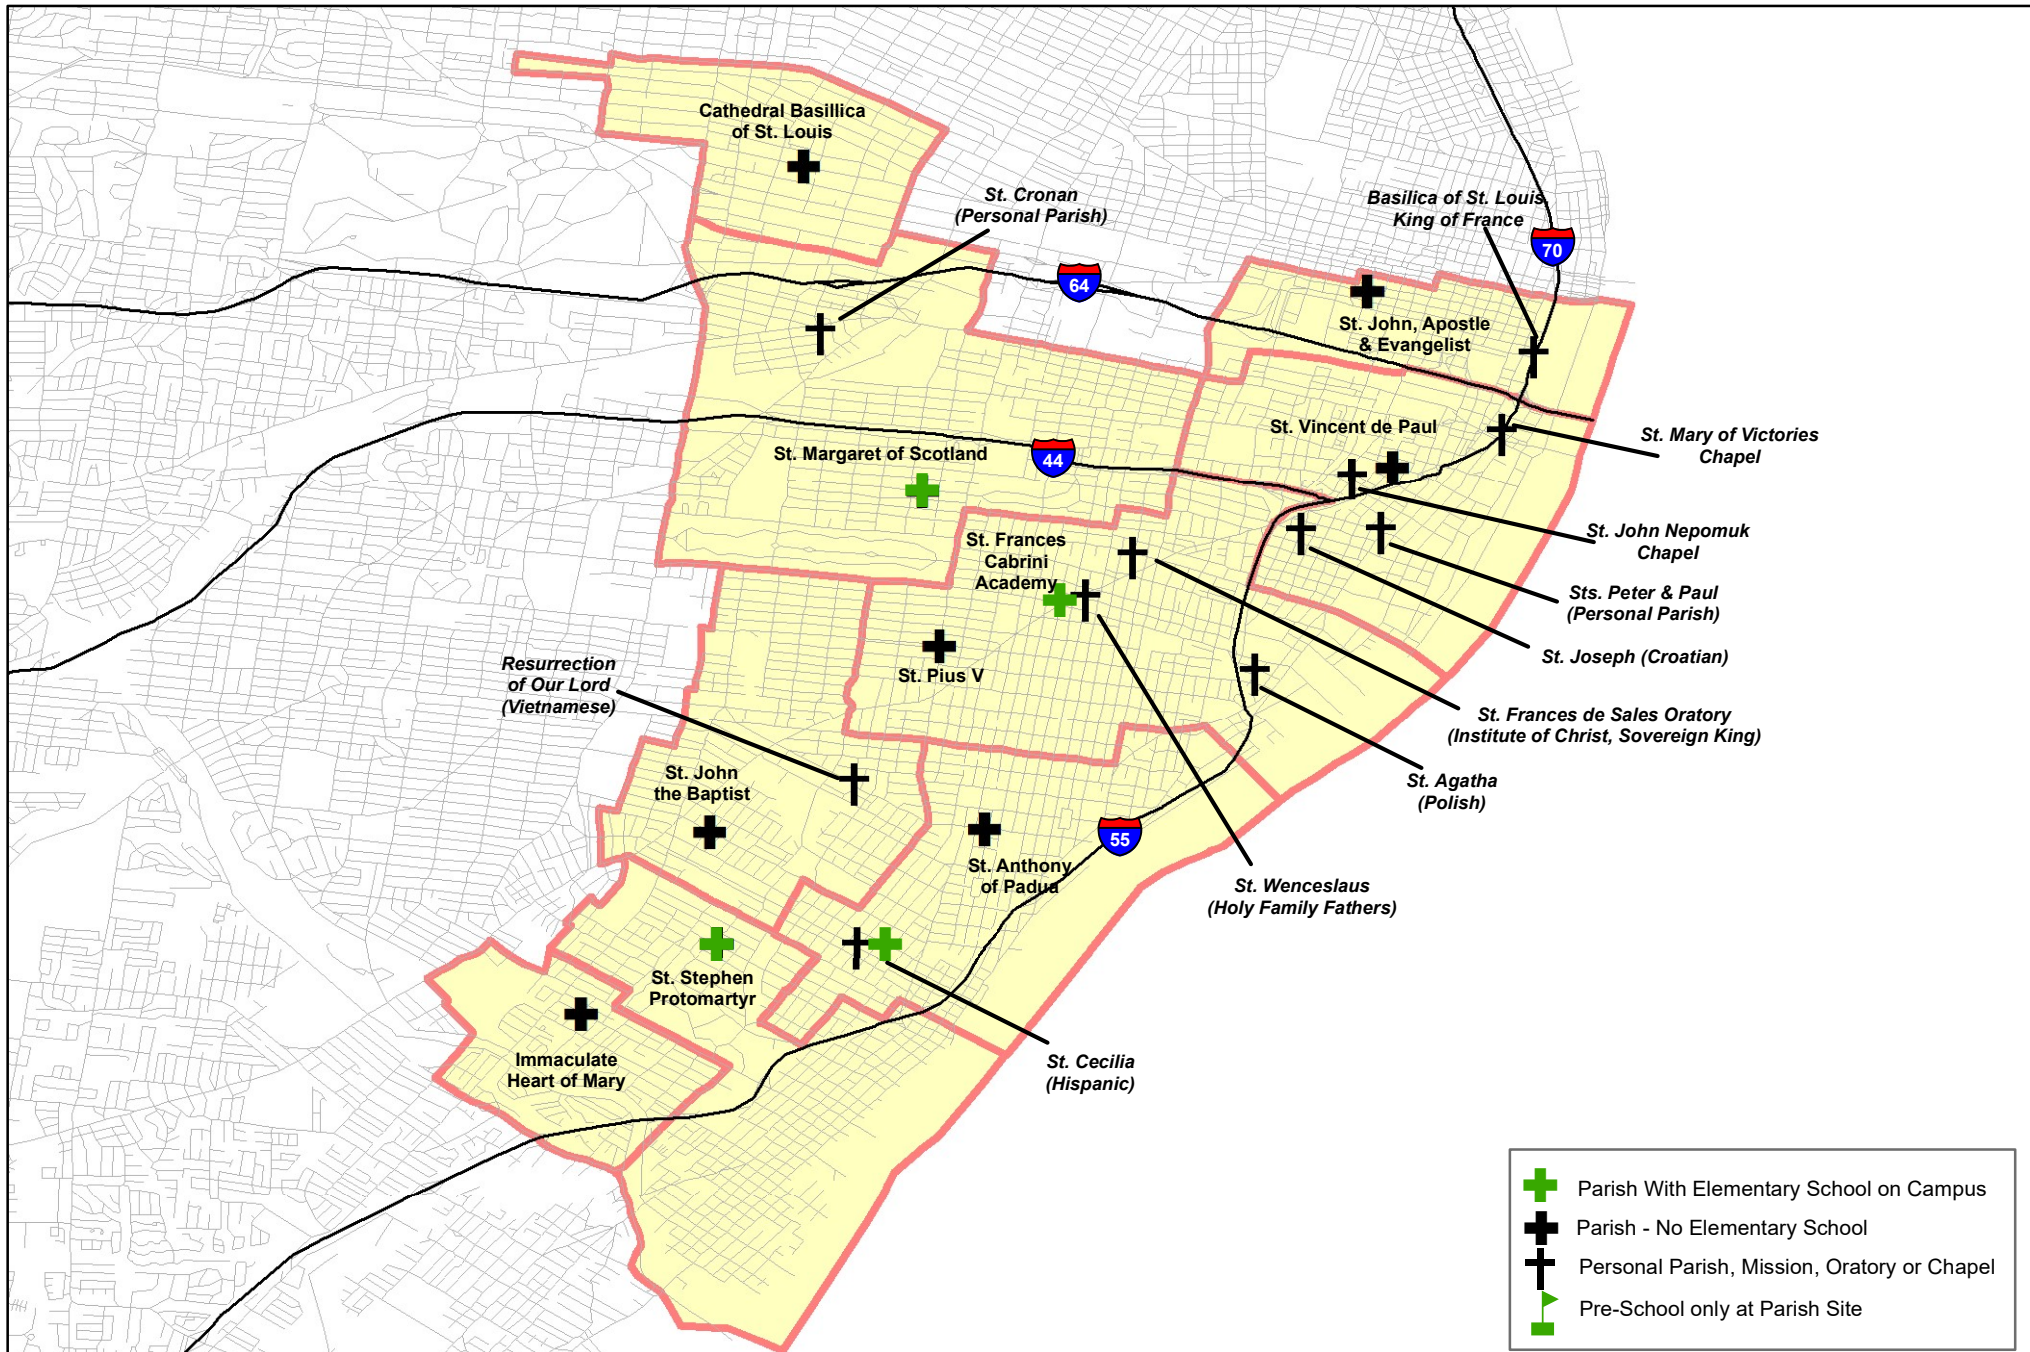 Cathedral Basillica
of St. Louis
St. Cronan
(Personal Parish)
Basilica of St. Louis,
King of France
70
64
St. John, Apostle
& Evangelist
St. Vincent de Paul
St. Mary of Victories
Chapel
St. Margaret of Scotland
44
St. Frances
Cabrini
Academy
St. John Nepomuk
Chapel
Sts. Peter & Paul
(Personal Parish)
St. Joseph (Croatian)
Resurrection
of Our Lord
(Vietnamese)
St. Pius V
St. Frances de Sales Oratory
(Institute of Christ, Sovereign King)
St. Agatha
(Polish)
St. John
the Baptist
55
St. Anthony
of Padua
St. Wenceslaus
(Holy Family Fathers)
St. Stephen
Protomartyr
Immaculate
Heart of Mary
St. Cecilia
(Hispanic)
Parish With Elementary School on Campus
Parish - No Elementary School
Personal Parish, Mission, Oratory or Chapel
Pre-School only at Parish Site